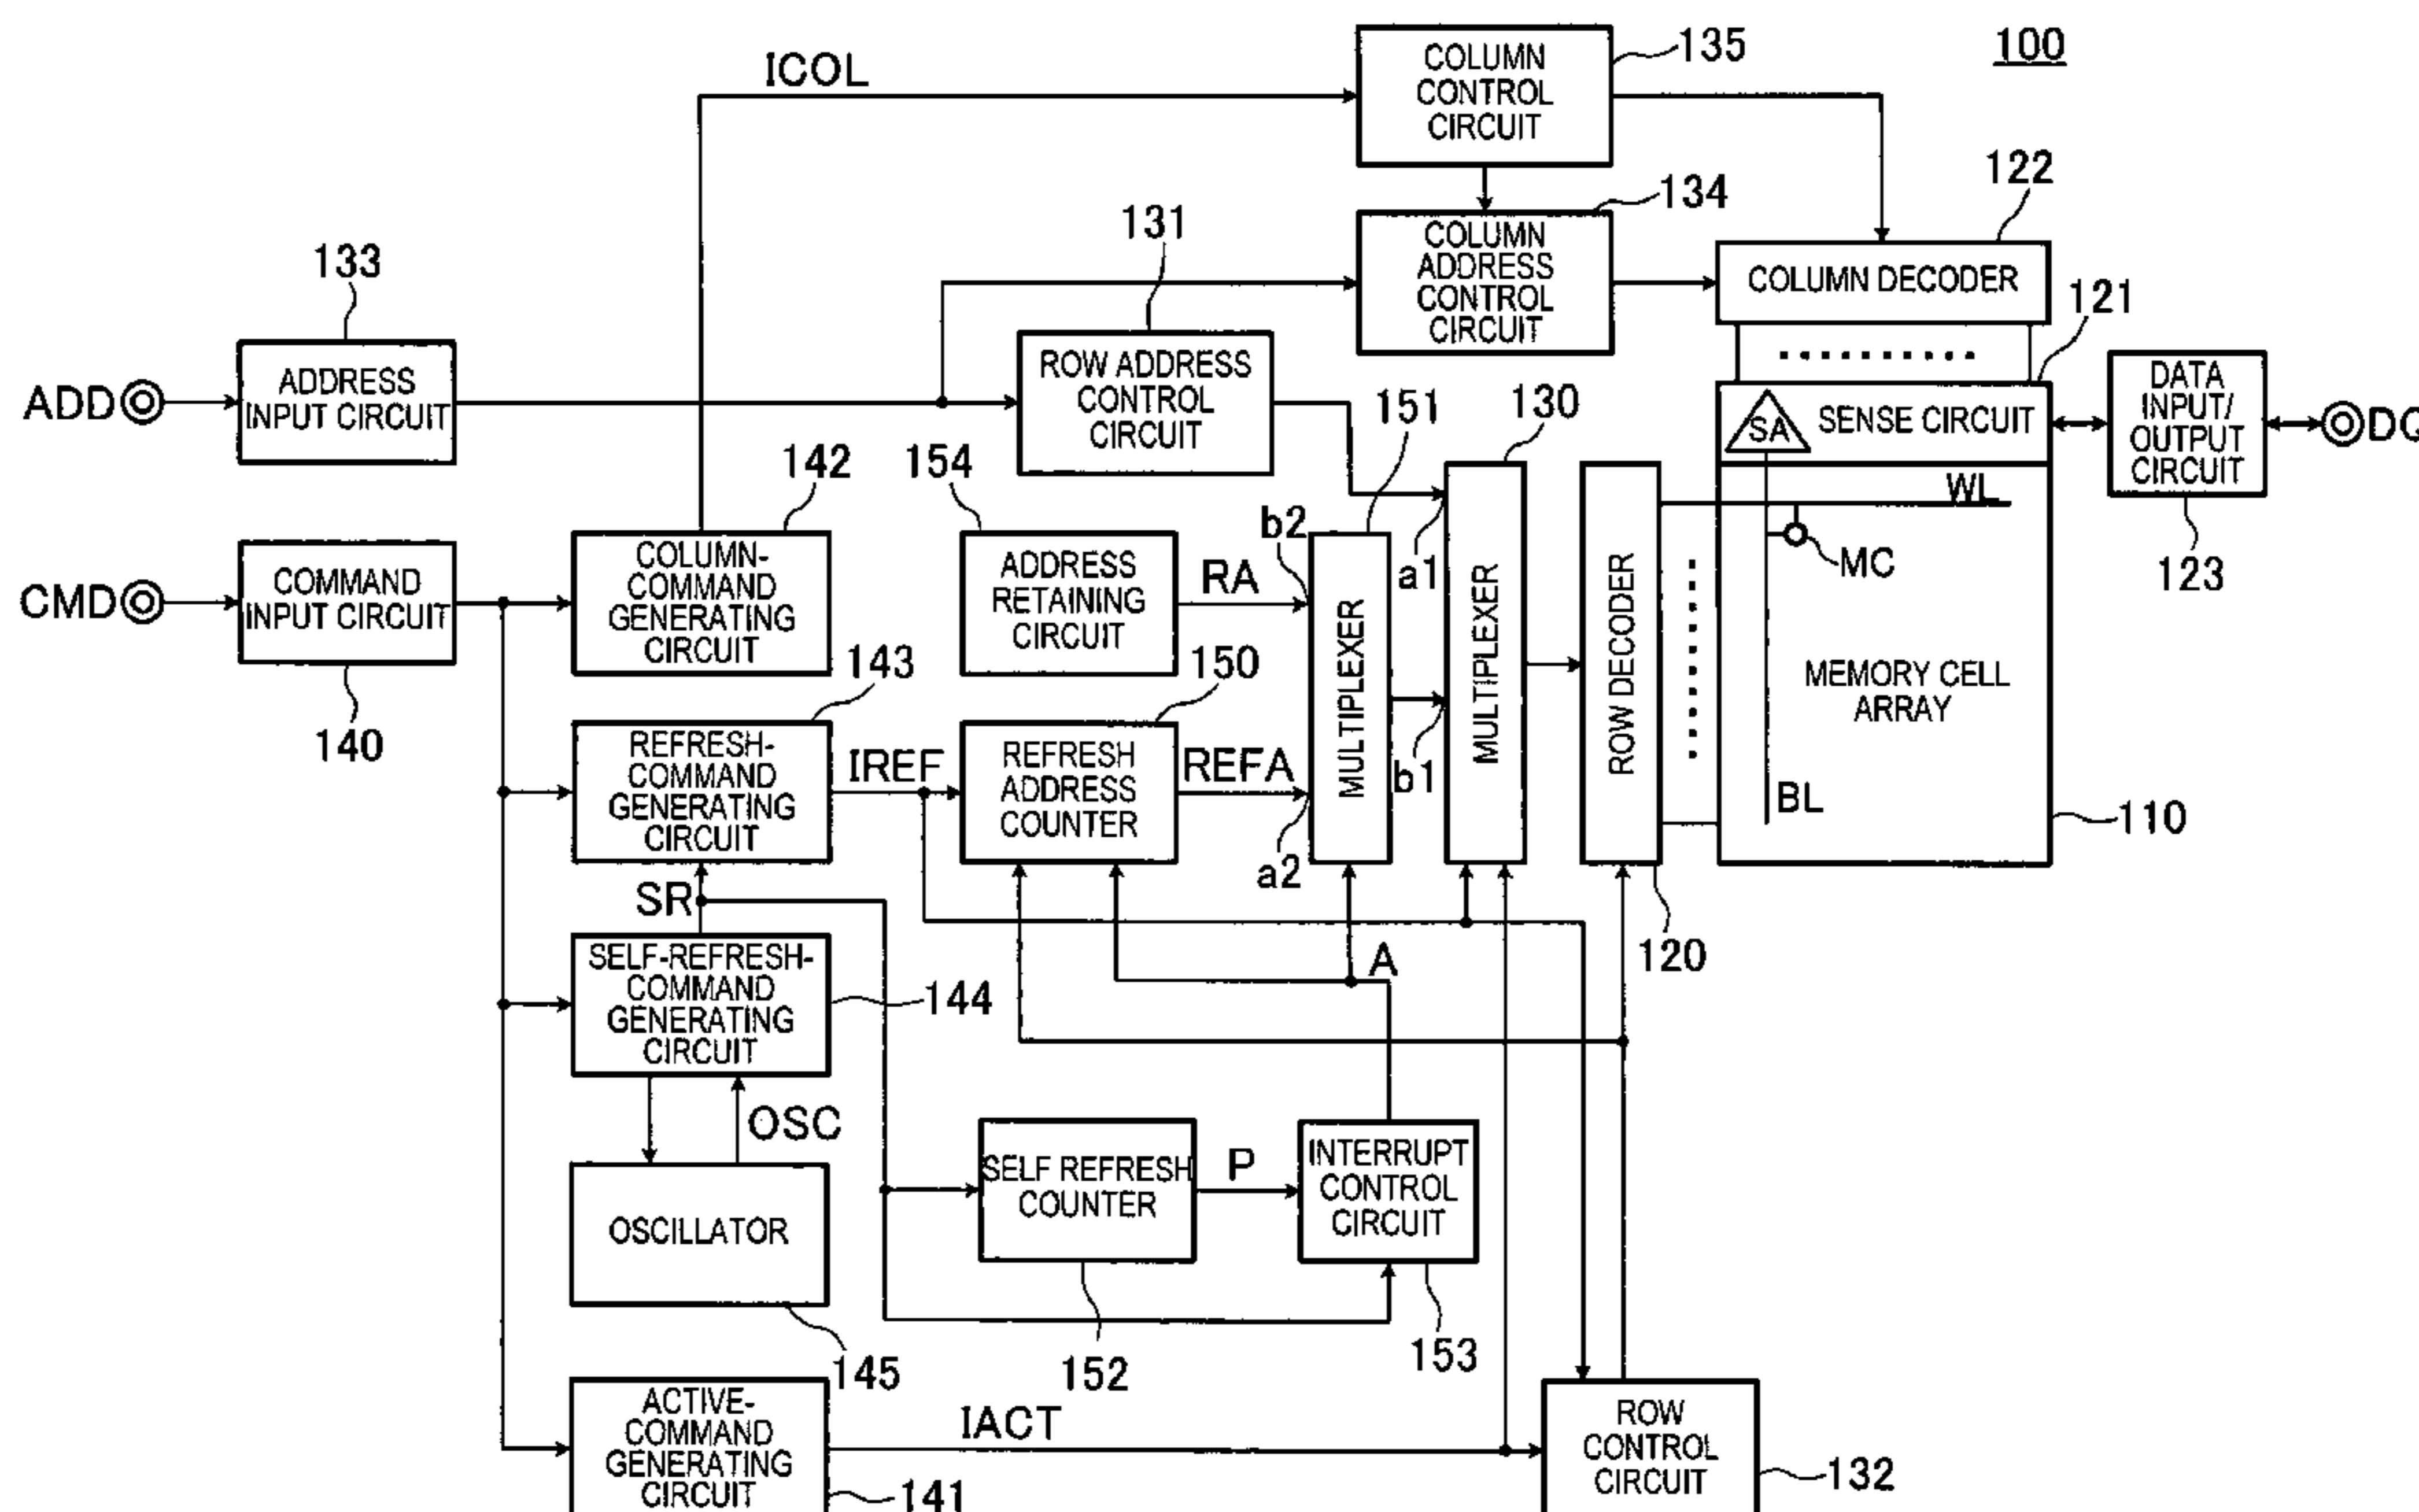 100
ICOL
COLUMN
CONTROL
CIRCUIT
135
122
134
131
133
COLUMN
ADDRESS
CONTROL
CIRCUIT
COLUMN DECODER
121
ADD
ADDRESS
INPUT CIRCUIT
ROW ADDRESS
CONTROL
CIRCUIT
151
130
SA
SENSE CIRCUIT
DATA
INPUT/
OUTPUT
CIRCUIT
DQ
142
154
b2
a1
WL
MC
123
CMD
COMMAND
INPUT CIRCUIT
140
COLUMN-
COMMAND
GENERATING
CIRCUIT
ADDRESS
RETAINING
CIRCUIT
RA
MULTIPLEXER
MULTIPLEXER
ROW DECODER
MEMORY CELL
ARRAY
143
150
REFRESH-
COMMAND
GENERATING
CIRCUIT
IREF
REFRESH
ADDRESS
COUNTER
REFA
b1
a2
BL
110
SR
120
A
SELF-REFRESH-
COMMAND
GENERATING
CIRCUIT
144
OSC
OSCILLATOR
145
SELF REFRESH
COUNTER
152
P
INTERRUPT
CONTROL
CIRCUIT
153
ACTIVE-
COMMAND
GENERATING
CIRCUIT
141
IACT
ROW
CONTROL
CIRCUIT
132